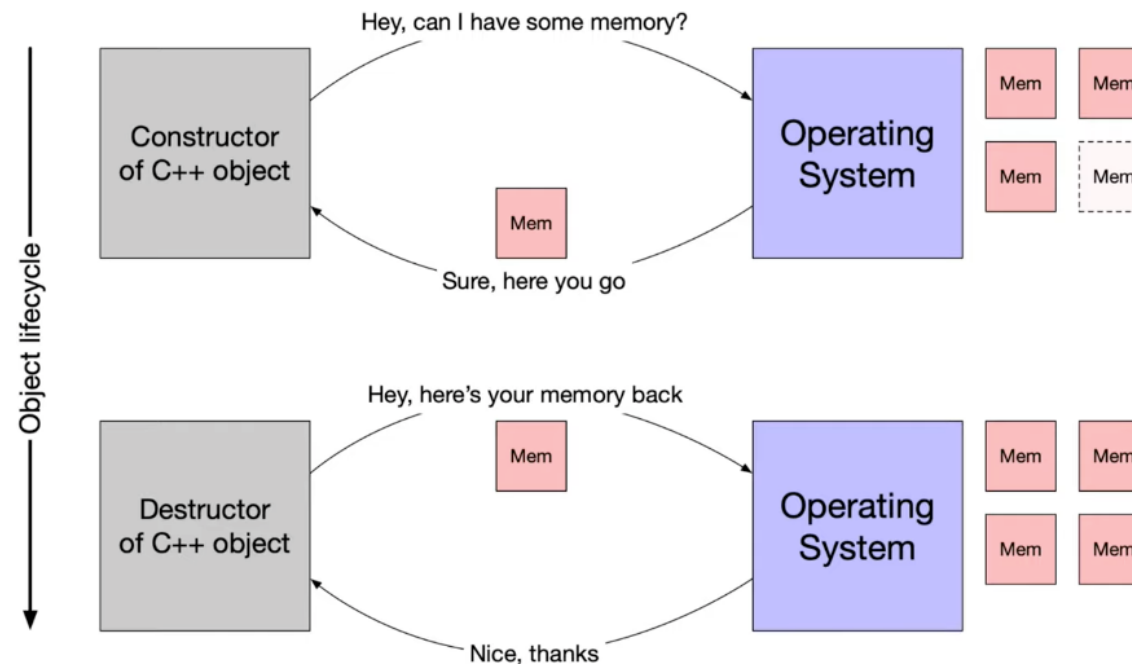 Hey, can I have some memory?
Constructor
of C++ object
Operating
System
Mem
Mem
Mem
Mem
Mem
Sure, here you go
Object lifecycle
Hey, here's your memory back
Destructor
of C++ object
Mem
Operating
System
Mem
Mem
Mem
Mem
Nice, thanks